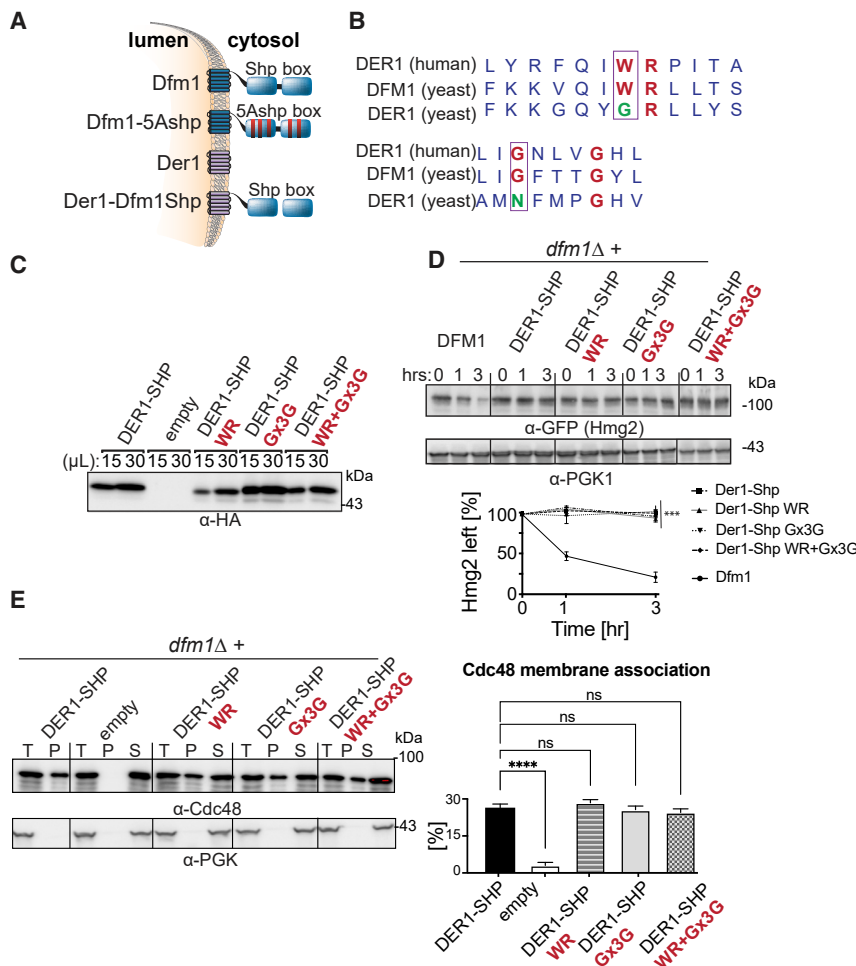 A
lumen cytosol
Shp box
Dfm1
5Ashp box
Dfm1-5Ashp
Der1
Shp box
Der1-Dfm1Shp
B
DER1 (human) L Y R F Q I W R P I T A
DFM1 (yeast) F K K V Q I W R L L T S
DER1 (yeast) F K K G Q Y G R L L Y S
DER1 (human) L I G N L V G H L
DFM1 (yeast) L I G F T T G Y L
DER1 (yeast) A M N F M P G H V
C
DER1-SHP
empty
DER1-SHP WR
DER1-SHP Gx3G
DER1-SHP WR+Gx3G
(µL): 15 30 15 30 15 30 15 30 15 30
kDa
-43
α-HA
D
dfm1Δ +
DFM1
DER1-SHP
DER1-SHP WR
DER1-SHP Gx3G
DER1-SHP WR+Gx3G
hrs: 0 1 3 0 1 3 0 1 3 0 1 3 0 1 3
kDa
-100
α-GFP (Hmg2)
-43
α-PGK1
Hmg2 left [%]
100
50
0
0 1 3
Time [hr]
***
Der1-Shp
Der1-Shp WR
Der1-Shp Gx3G
Der1-Shp WR+Gx3G
Dfm1
E
dfm1Δ +
DER1-SHP
empty
DER1-SHP WR
DER1-SHP Gx3G
DER1-SHP WR+Gx3G
T P T P S T P S T P S T P S
kDa
-100
α-Cdc48
-43
α-PGK
Cdc48 membrane association
ns
ns
ns
****
[%]
30
15
0
DER1-SHP
empty
DER1-SHP WR
DER1-SHP Gx3G
DER1-SHP WR+Gx3G